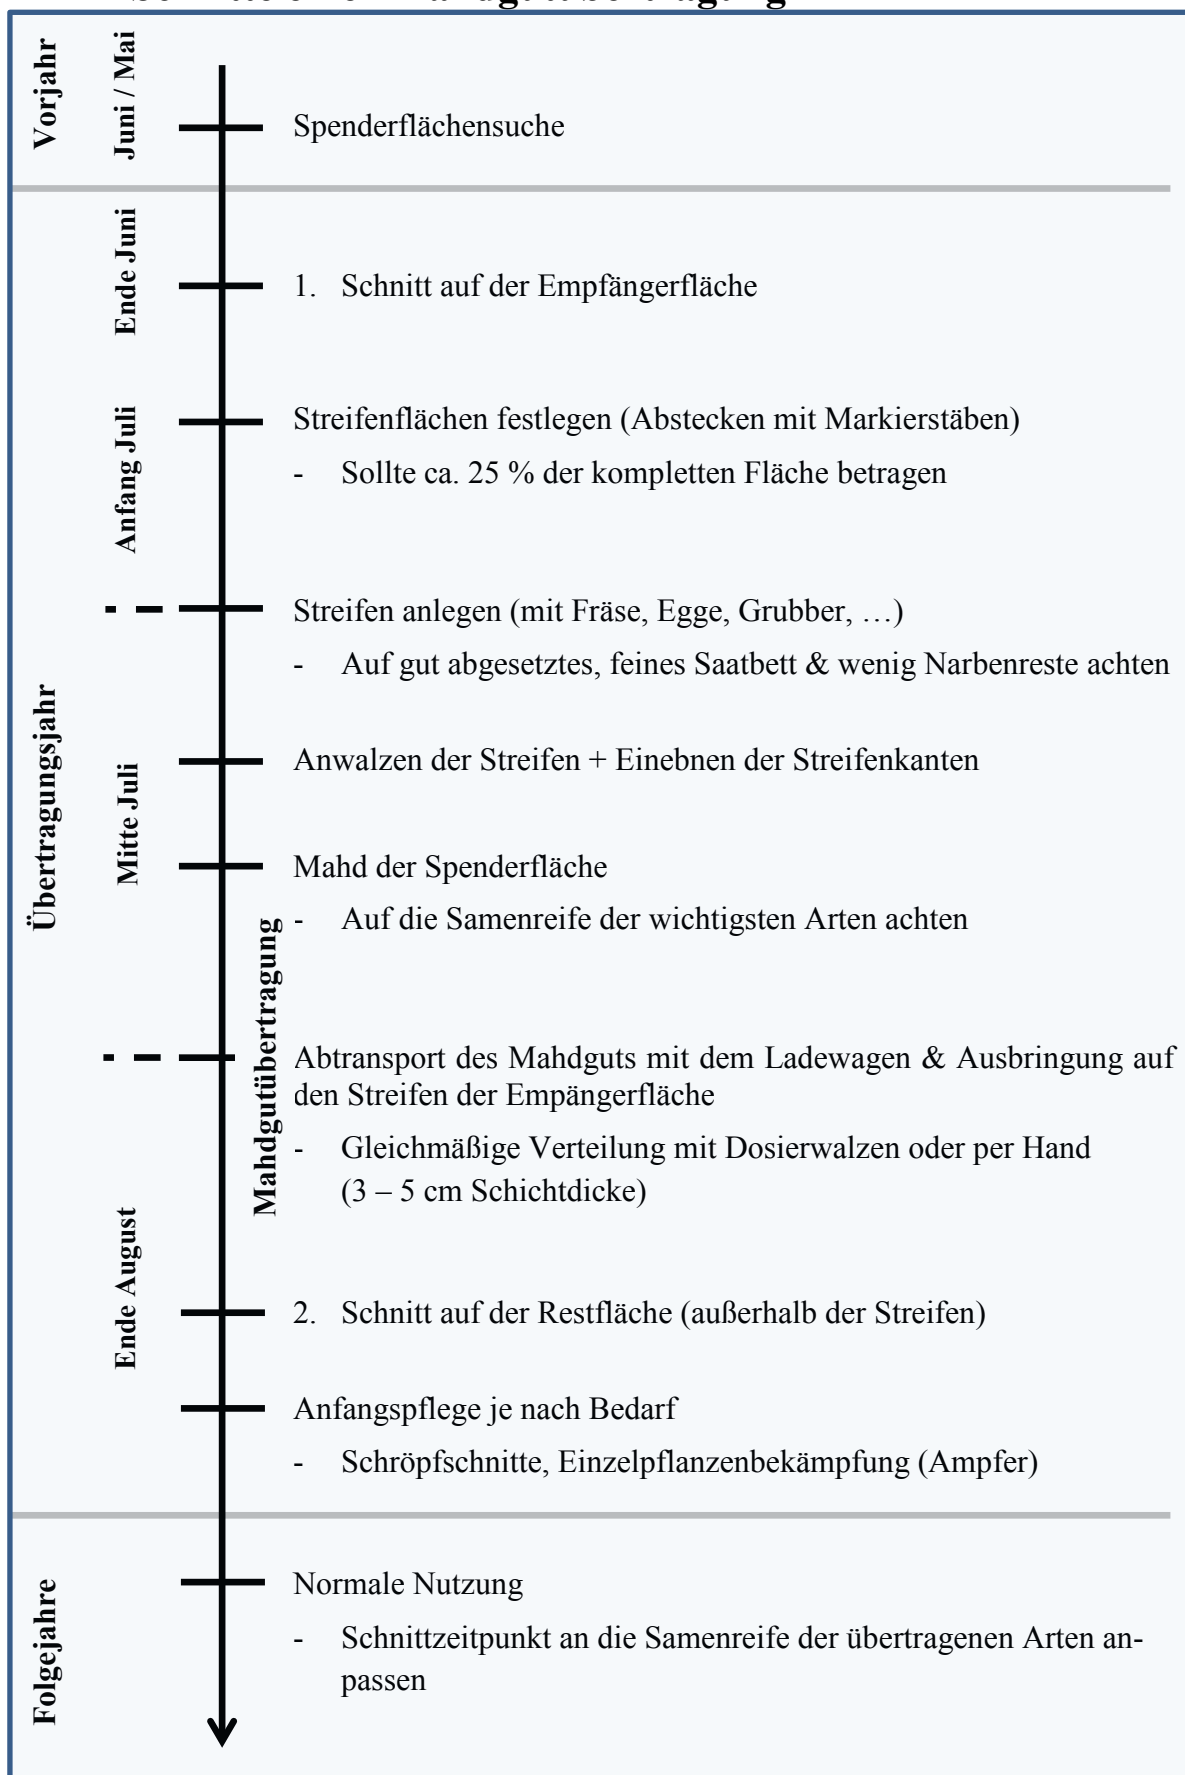 Vorjahr
Juni / Mai
Spenderflächensuche
Übertragungsjahr
Ende Juni
1. Schnitt auf der Empfängerfläche
Anfang Juli
Streifenflächen festlegen (Abstecken mit Markierstäben)
- Sollte ca. 25 % der kompletten Fläche betragen
Streifen anlegen (mit Fräse, Egge, Grubber, …)
- Auf gut abgesetztes, feines Saatbett & wenig Narbenreste achten
Mitte Juli
Anwalzen der Streifen + Einebnen der Streifenkanten
Mahd der Spenderfläche
- Auf die Samenreife der wichtigsten Arten achten
Mahdgutübertragung
Abtransport des Mahdguts mit dem Ladewagen & Ausbringung auf
den Streifen der Empängerfläche
- Gleichmäßige Verteilung mit Dosierwalzen oder per Hand
(3 – 5 cm Schichtdicke)
Ende August
2. Schnitt auf der Restfläche (außerhalb der Streifen)
Anfangspflege je nach Bedarf
- Schröpfschnitte, Einzelpflanzenbekämpfung (Ampfer)
Folgejahre
Normale Nutzung
- Schnittzeitpunkt an die Samenreife der übertragenen Arten an-
passen